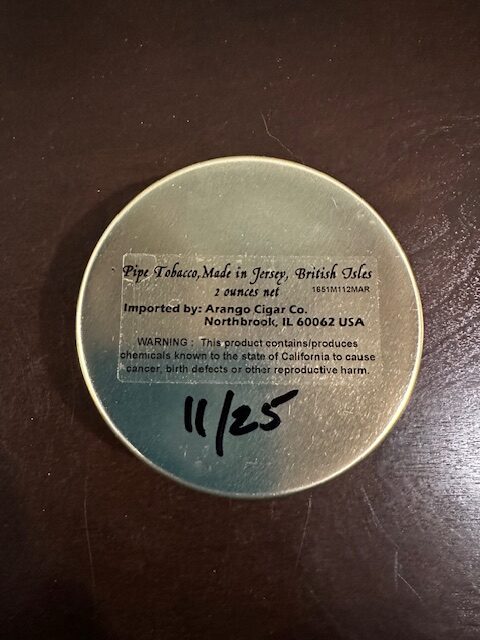 Pipe Tobacco, Made in Jersey, British Isles
2 ounces net 1651M112MAR
Imported by: Arango Cigar Co.
Northbrook, IL 60062 USA
WARNING : This product contains/produces
chemicals known to the state of California to cause
cancer, birth defects or other reproductive harm.
11/25